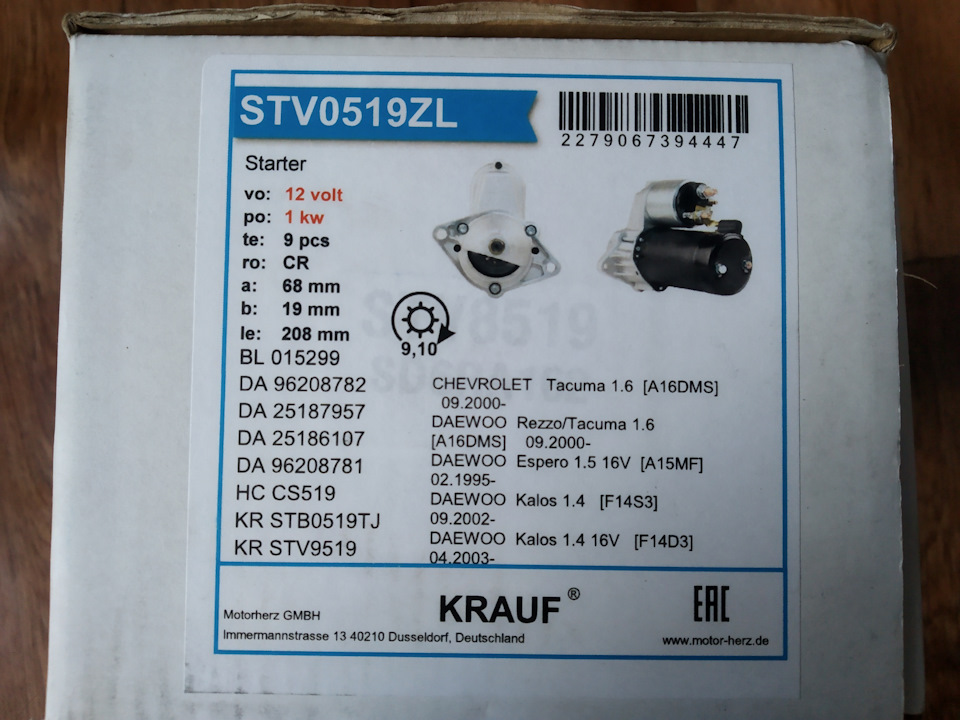 STV0519ZL
2279067394447
Starter
vo: 12 volt
po: 1 kw
te: 9 pcs
ro: CR
a: 68 mm
b: 19 mm
le: 208 mm
9,10
BL 015299
DA 96208782
DA 25187957
DA 25186107
DA 96208781
HC CS519
KR STB0519TJ
KR STV9519
CHEVROLET Tacuma 1.6 [A16DMS]
09.2000-
DAEWOO Rezzo/Tacuma 1.6
[A16DMS] 09.2000-
DAEWOO Espero 1.5 16V [A15MF]
02.1995-
DAEWOO Kalos 1.4 [F14S3]
09.2002-
DAEWOO Kalos 1.4 16V [F14D3]
04.2003-
Motorherz GMBH
Immermannstrasse 13 40210 Dusseldorf, Deutschland
KRAUF®
EAC
www.motor-herz.de